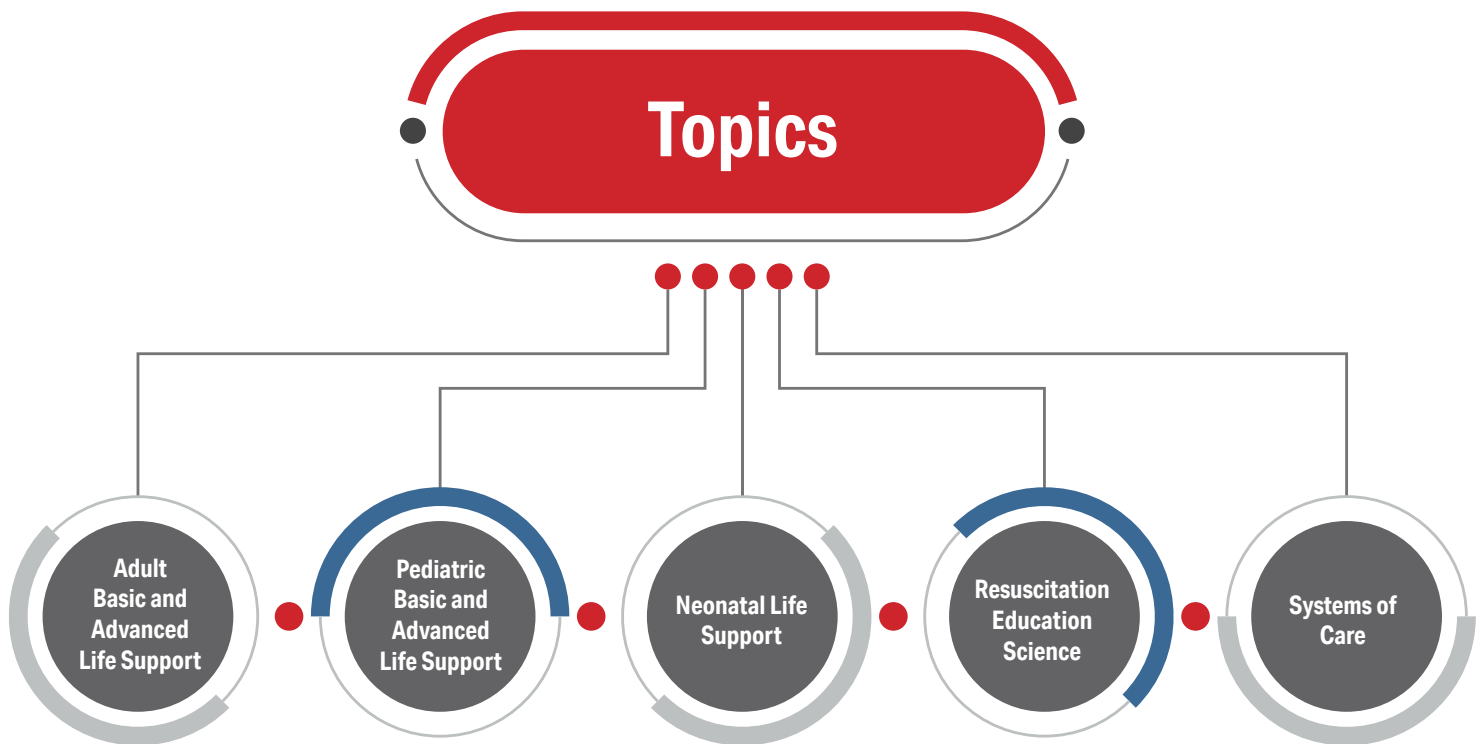 Topics
Adult
Basic and
Advanced
Life Support
Pediatric
Basic and
Advanced
Life Support
Neonatal Life
Support
Resuscitation
Education
Science
Systems of
Care